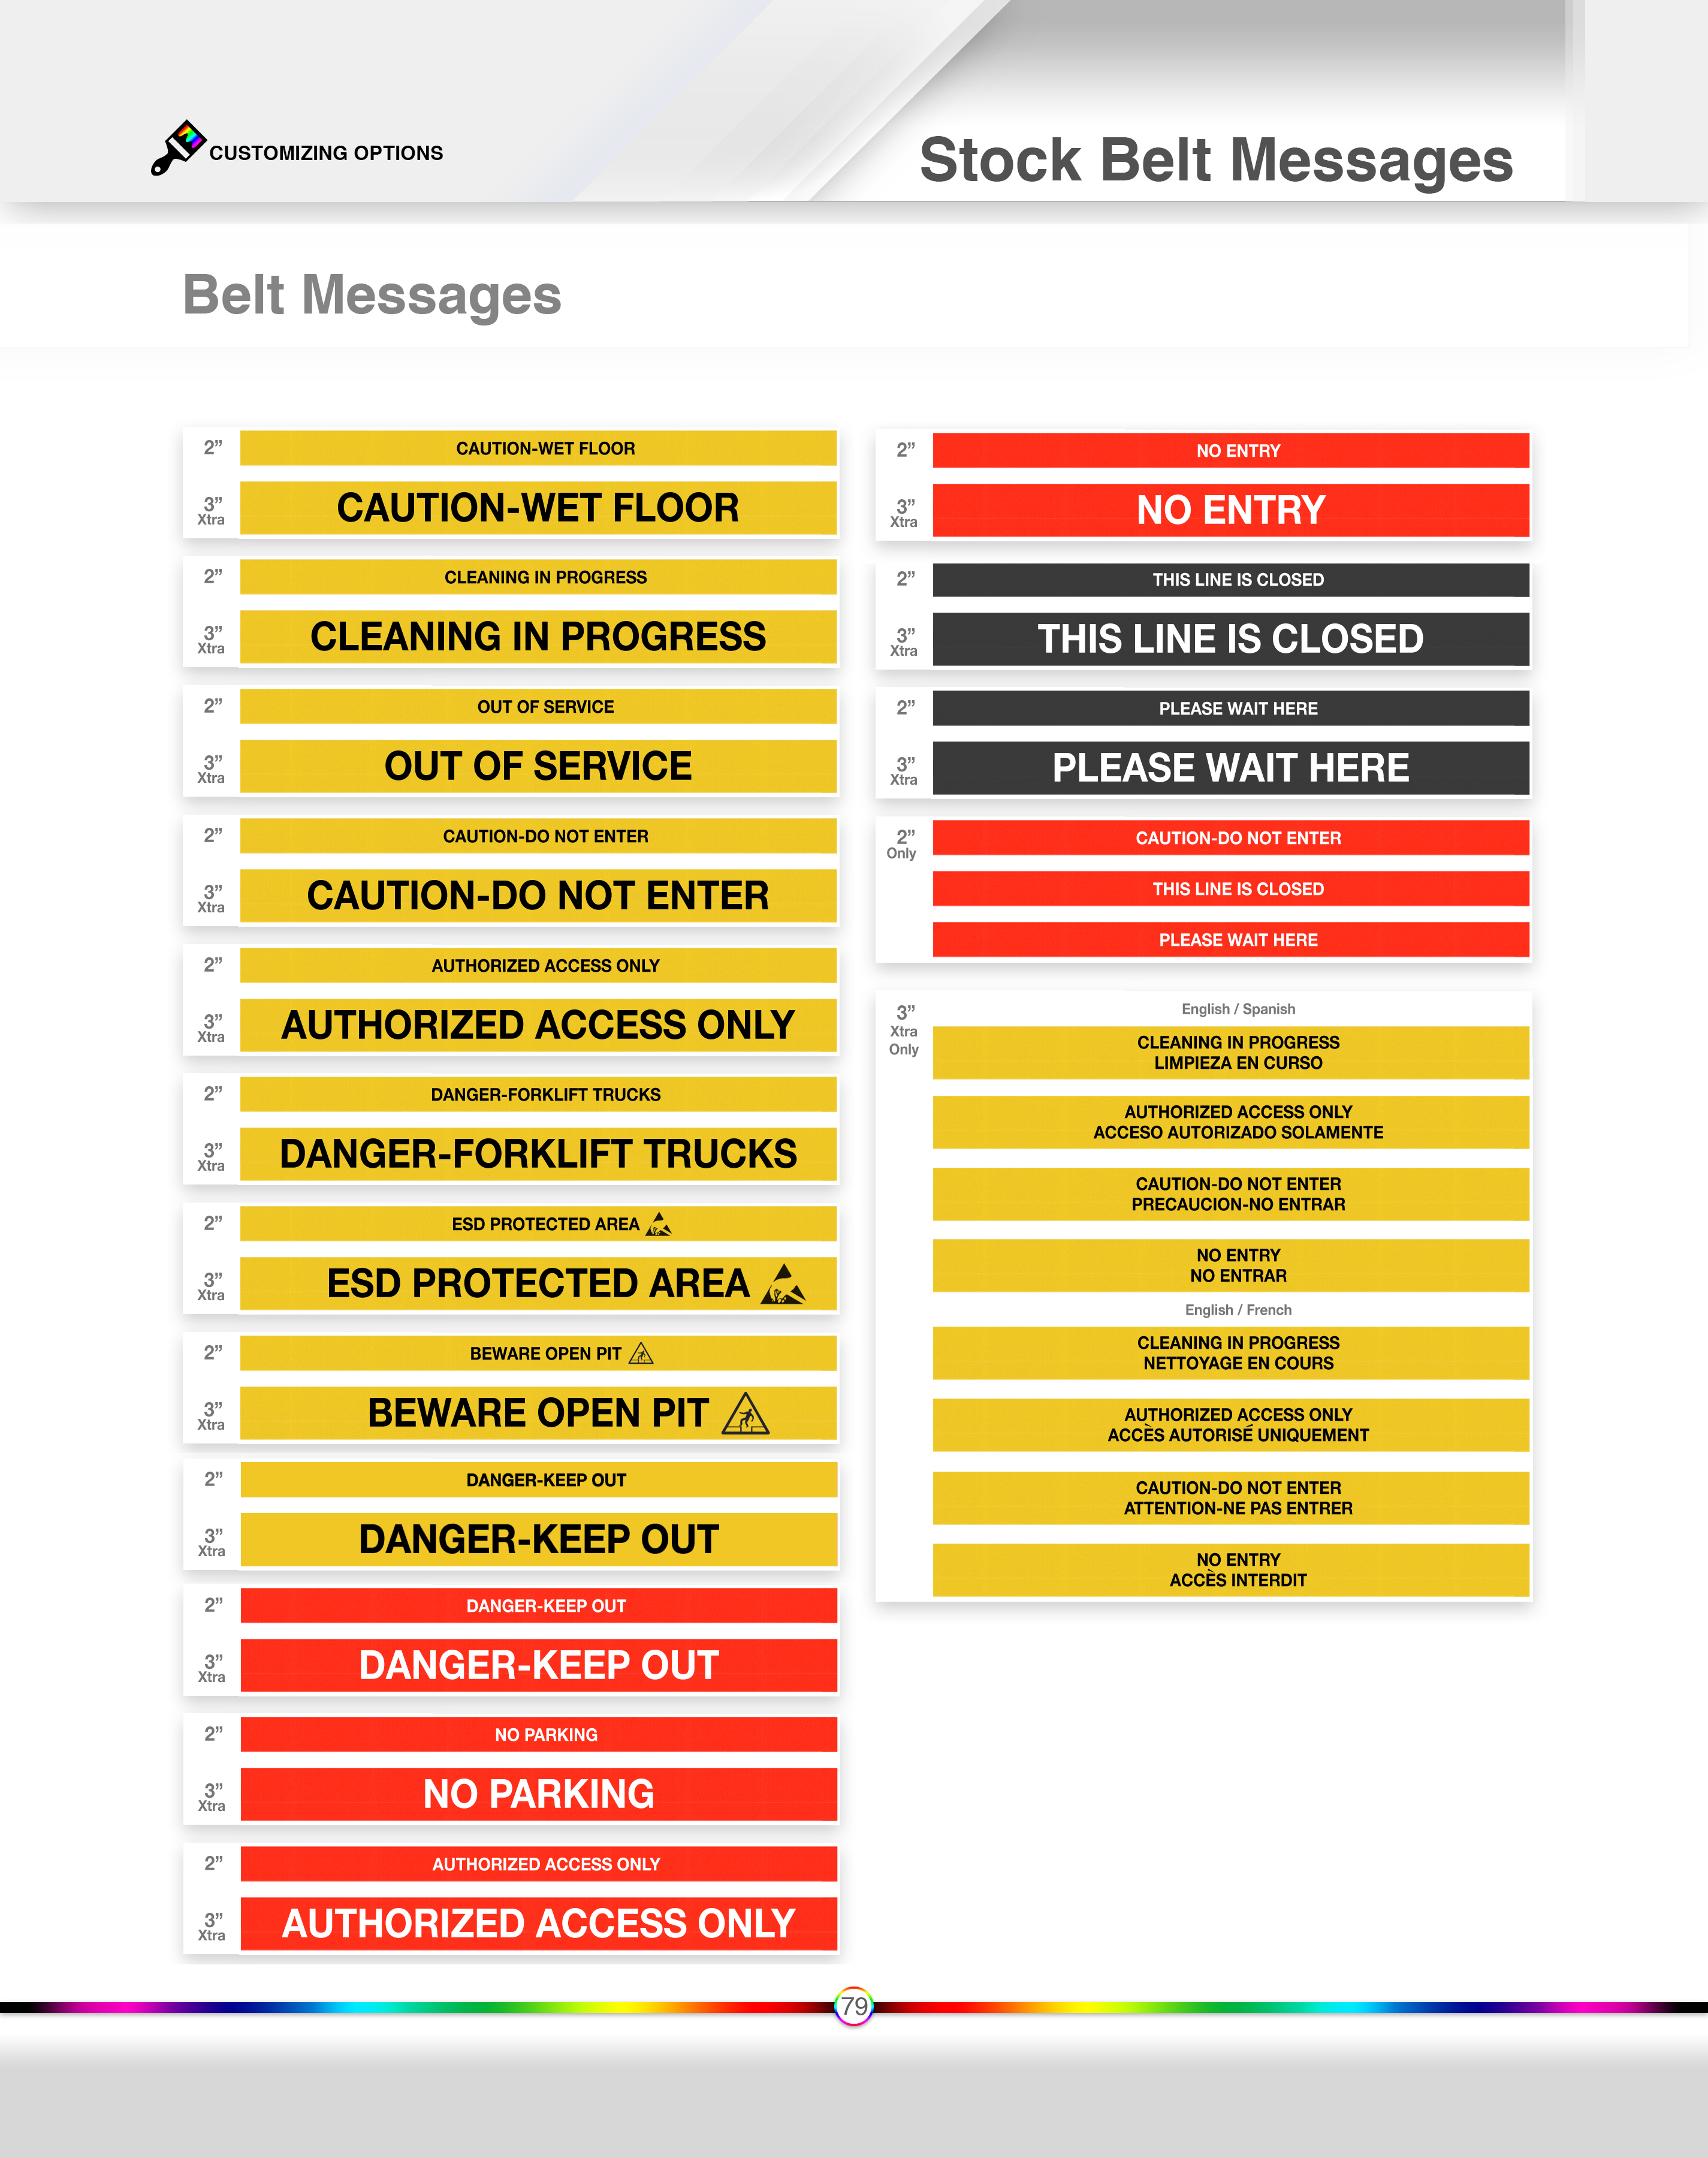 CUSTOMIZING OPTIONS
Stock Belt Messages
Belt Messages
2”
CAUTION-WET FLOOR
3”
Xtra
CAUTION-WET FLOOR
2”
CLEANING IN PROGRESS
3”
Xtra
CLEANING IN PROGRESS
2”
OUT OF SERVICE
3”
Xtra
OUT OF SERVICE
2”
CAUTION-DO NOT ENTER
3”
Xtra
CAUTION-DO NOT ENTER
2”
AUTHORIZED ACCESS ONLY
3”
Xtra
AUTHORIZED ACCESS ONLY
2”
DANGER-FORKLIFT TRUCKS
3”
Xtra
DANGER-FORKLIFT TRUCKS
2”
ESD PROTECTED AREA
3”
Xtra
ESD PROTECTED AREA
2”
BEWARE OPEN PIT
3”
Xtra
BEWARE OPEN PIT
2”
DANGER-KEEP OUT
3”
Xtra
DANGER-KEEP OUT
2”
DANGER-KEEP OUT
3”
Xtra
DANGER-KEEP OUT
2”
NO PARKING
3”
Xtra
NO PARKING
2”
AUTHORIZED ACCESS ONLY
3”
Xtra
AUTHORIZED ACCESS ONLY
2”
NO ENTRY
3”
Xtra
NO ENTRY
2”
THIS LINE IS CLOSED
3”
Xtra
THIS LINE IS CLOSED
2”
PLEASE WAIT HERE
3”
Xtra
PLEASE WAIT HERE
2”
Only
CAUTION-DO NOT ENTER
THIS LINE IS CLOSED
PLEASE WAIT HERE
3”
Xtra
Only
English / Spanish
CLEANING IN PROGRESS
LIMPIEZA EN CURSO
AUTHORIZED ACCESS ONLY
ACCESO AUTORIZADO SOLAMENTE
CAUTION-DO NOT ENTER
PRECAUCION-NO ENTRAR
NO ENTRY
NO ENTRAR
English / French
CLEANING IN PROGRESS
NETTOYAGE EN COURS
AUTHORIZED ACCESS ONLY
ACCÈS AUTORISÉ UNIQUEMENT
CAUTION-DO NOT ENTER
ATTENTION-NE PAS ENTRER
NO ENTRY
ACCÈS INTERDIT
79